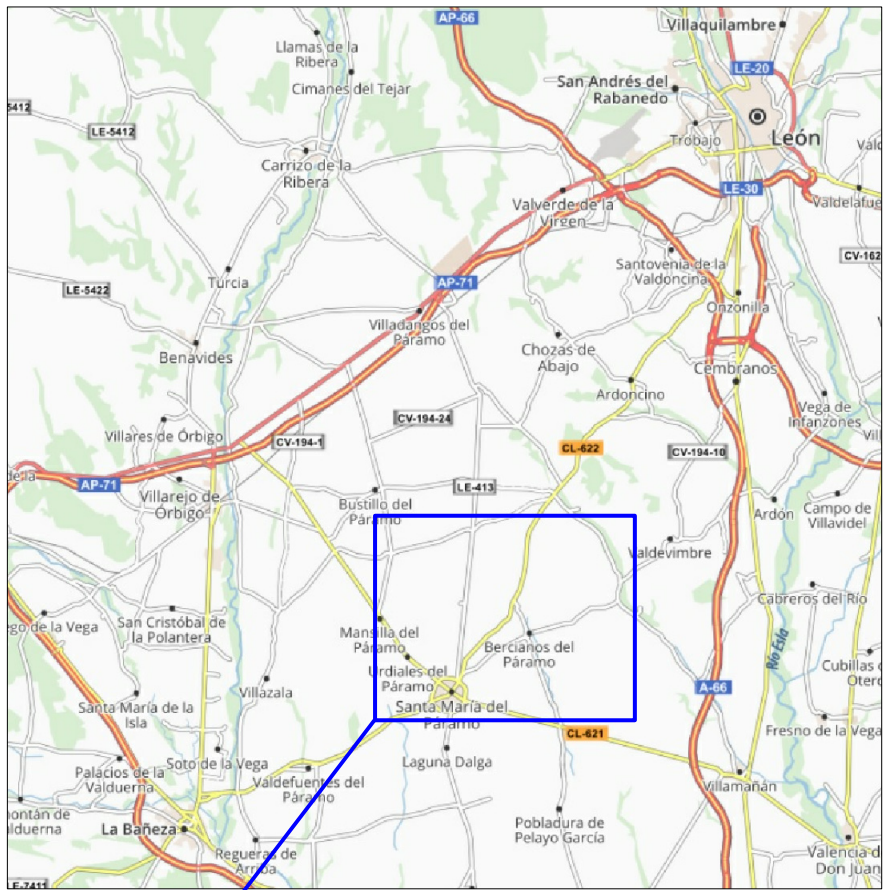 AP-66
Villaquilambre
Llamas de la
Ribera
LE-20
San Andrés del
Rabanedo
Cimanes del Tejar
LE-5412
León
Trobajo
Carrizo de la
Ribera
LE-30
Valverde de la
Virgen
CV-162
Santovenia de la
Valdoncina
Turcia
AP-71
LE-5422
Onzonilla
Villadangos del
Páramo
Benavides
Chozas de
Abajo
Cembranos
Ardoncino
Vega de
Infanzones
CV-194-24
Villares de Órbigo
CV-194-1
CL-622
CV-194-10
AP-71
LE-413
Villarejo de
Órbigo
Bustillo del
Páramo
Campo de
Villavidel
Ardón
Valdevimbre
Cabreros del Río
San Cristóbal de
la Polantera
Mansilla del
Páramo
Bercianos del
Páramo
Río Esla
Urdiales del
Páramo
Villazala
A-66
Santa María de la
Isla
Santa María del
Páramo
CL-621
Fresno de la Vega
Soto de la Vega
Laguna Dalga
Palacios de la
Valduerna
Valdefuentes del
Páramo
Villamañán
La Bañeza
Pobladura de
Pelayo García
Regueras de
Arriba
Valencia d
Don Juan
LE-7411